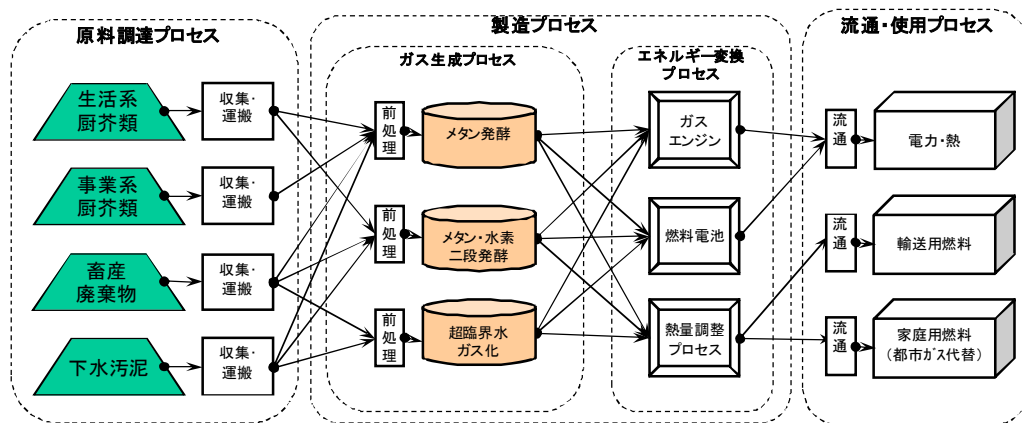 原料調達プロセス
製造プロセス
流通・使用プロセス
ガス生成プロセス
エネルギー変換
プロセス
生活系
厨芥類
収集・
運搬
事業系
厨芥類
収集・
運搬
畜産
廃棄物
収集・
運搬
下水汚泥
収集・
運搬
前処理
メタン発酵
前処理
メタン・水素
二段発酵
前処理
超臨界水
ガス化
ガス
エンジン
燃料電池
熱量調整
プロセス
流通
電力・熱
流通
輸送用燃料
流通
家庭用燃料
(都市ガス代替)